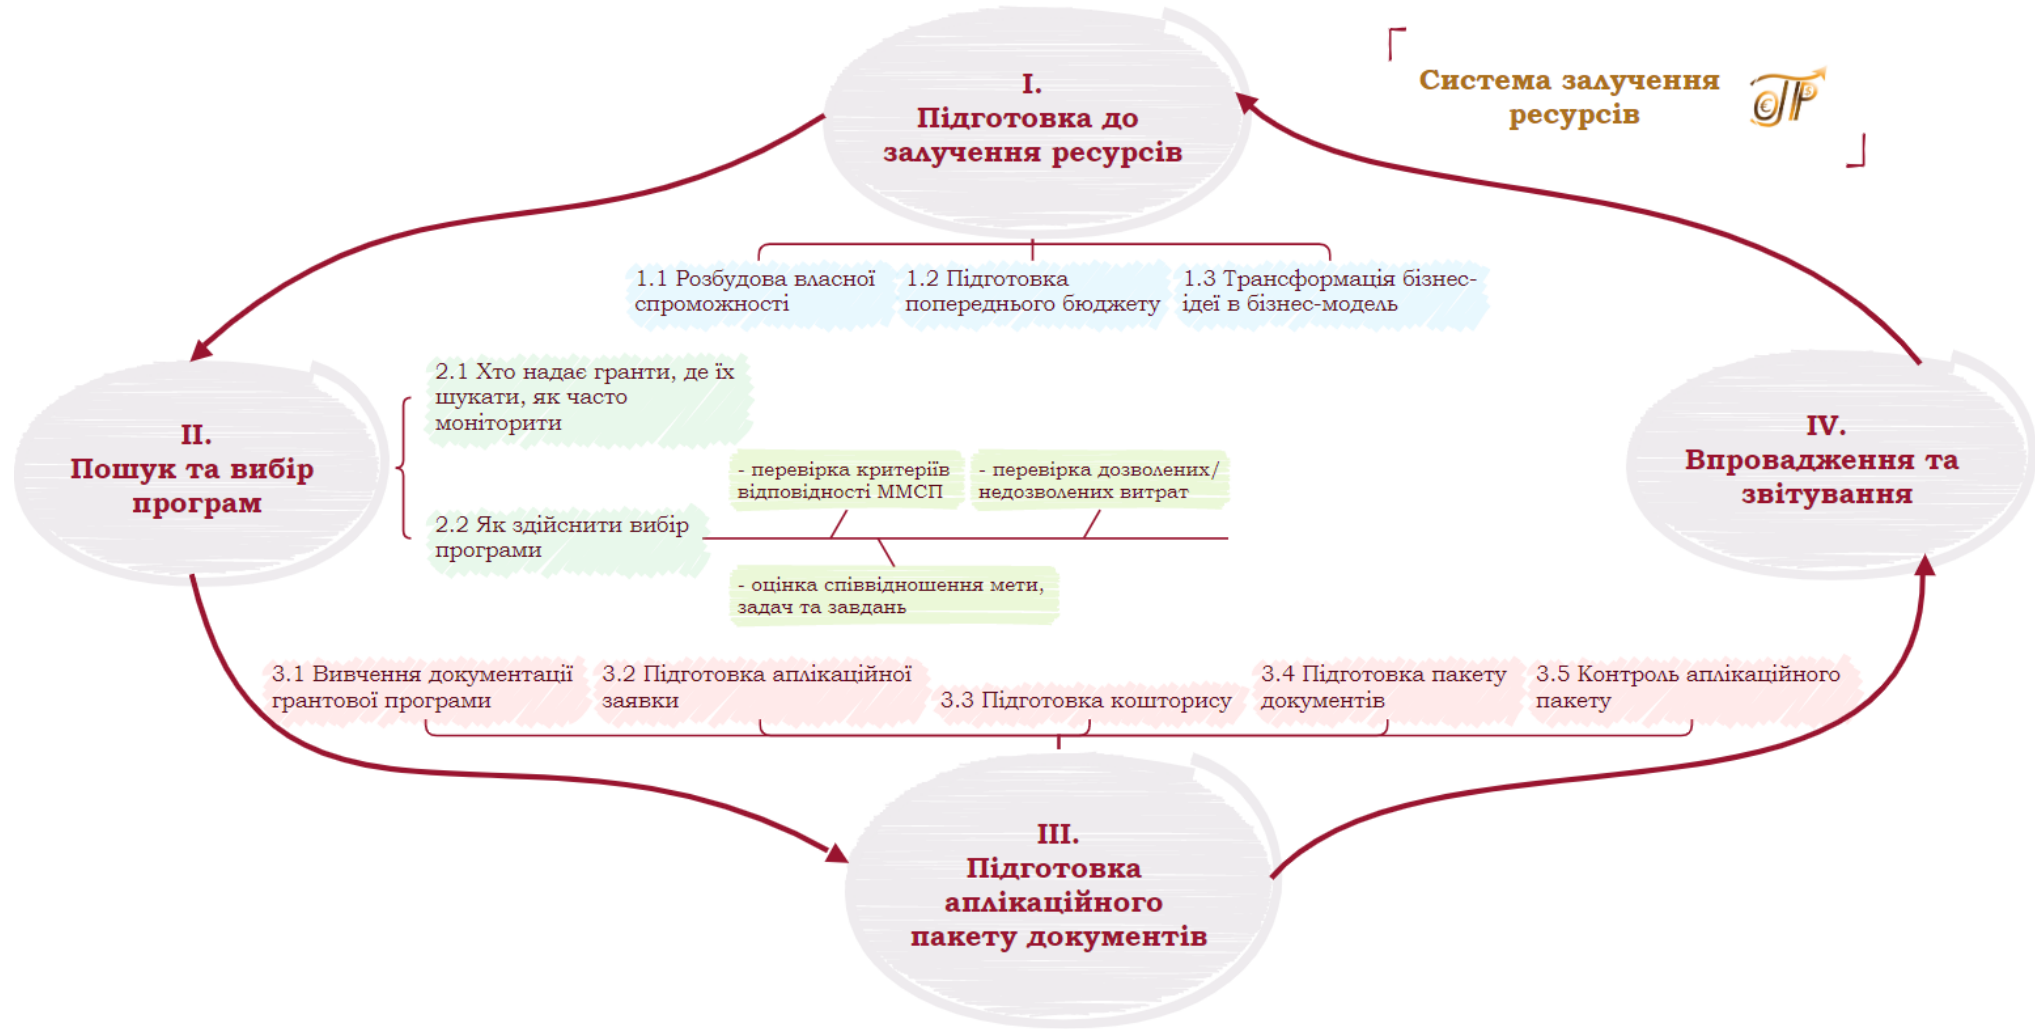 I.
Підготовка до
залучення ресурсів
Система залучення
ресурсів
1.1 Розбудова власної
спроможності
1.2 Підготовка
попереднього бюджету
1.3 Трансформація бізнес-
ідеї в бізнес-модель
II.
Пошук та вибір
програм
2.1 Хто надає гранти, де їх
шукати, як часто
моніторити
2.2 Як здійснити вибір
програми
- перевірка критеріїв
відповідності ММСП
- перевірка дозволених/
недозволених витрат
- оцінка співвідношення мети,
задач та завдань
IV.
Впровадження та
звітування
3.1 Вивчення документації
грантової програми
3.2 Підготовка аплікаційної
заявки
3.3 Підготовка кошторису
3.4 Підготовка пакету
документів
3.5 Контроль аплікаційного
пакету
III.
Підготовка
аплікаційного
пакету документів